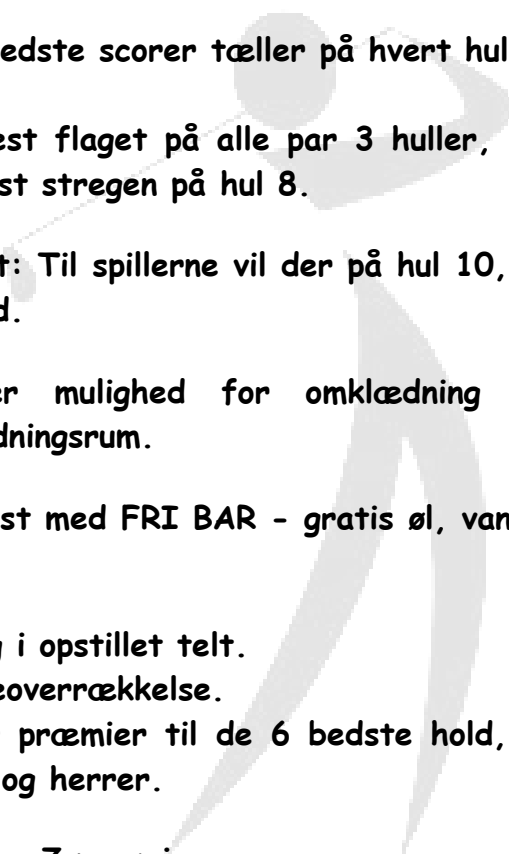 edste scorer tæller på hvert hul
est flaget på alle par 3 huller,
st stregen på hul 8.
t: Til spillerne vil der på hul 10,
d.
er mulighed for omklædning
dningsrum.
st med FRI BAR - gratis øl, van
g i opstillet telt.
eoverrækkelse.
præmier til de 6 bedste hold,
og herrer.